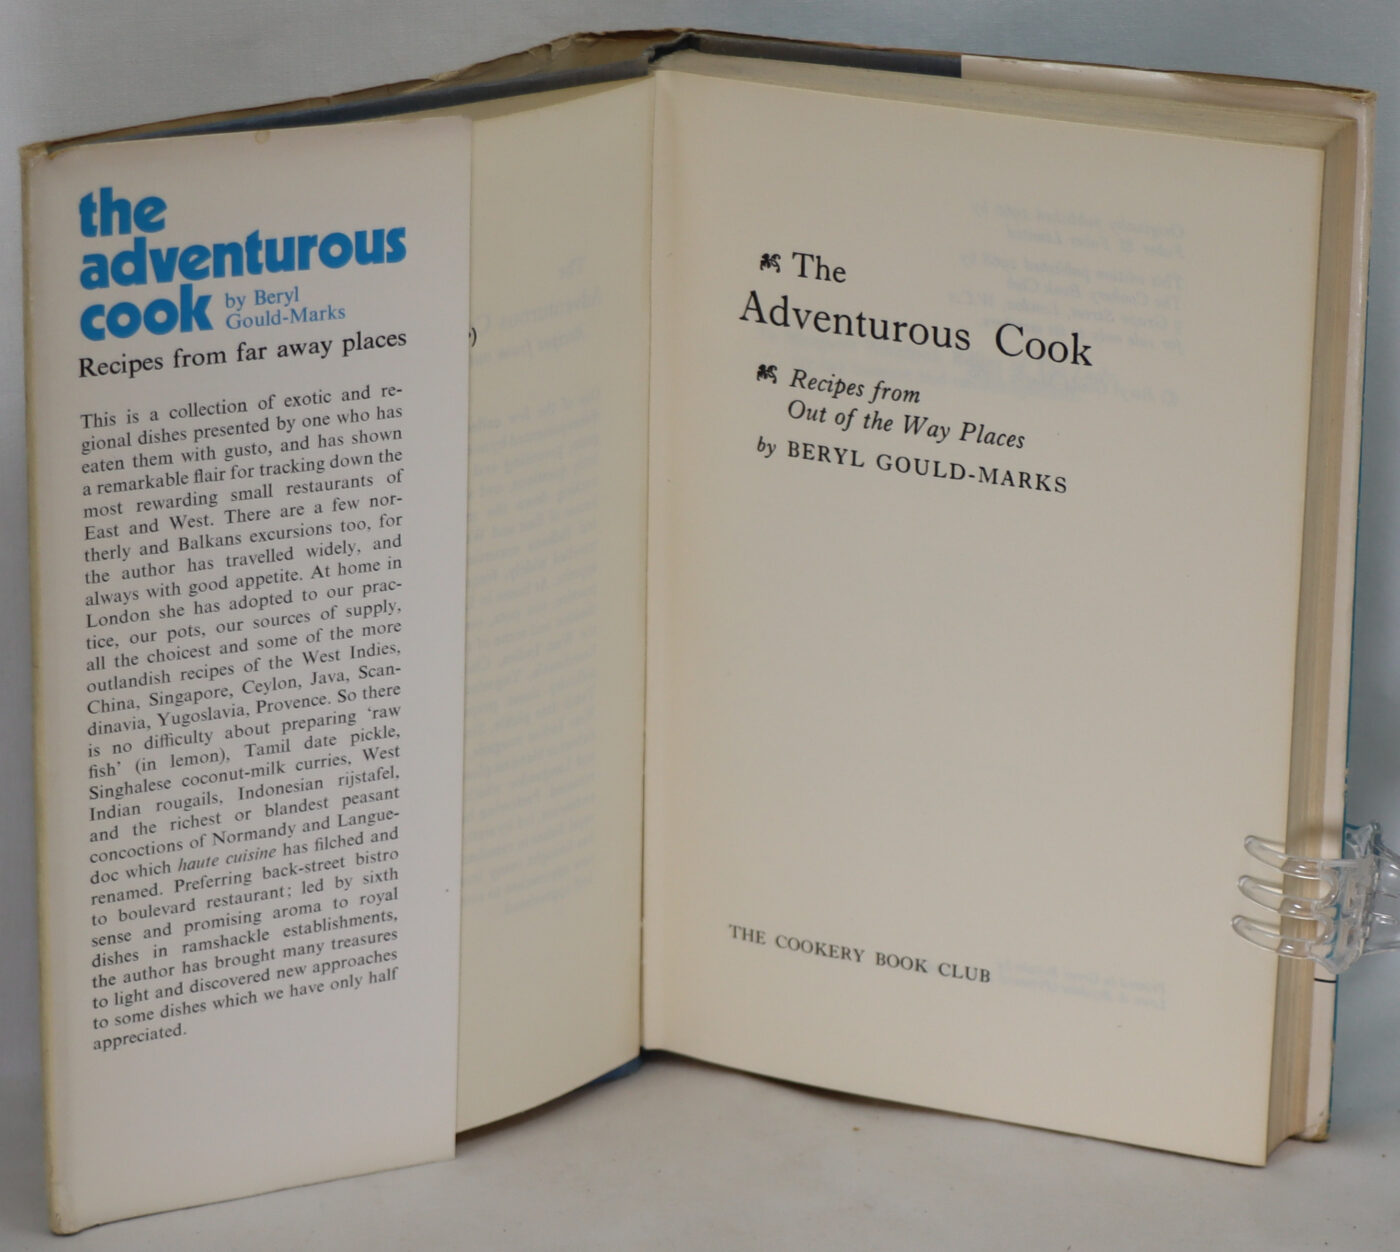 the
adventurous
cook by Beryl
Gould-Marks
Recipes from far away places
This is a collection of exotic and re-
gional dishes presented by one who has
eaten them with gusto, and has shown
a remarkable flair for tracking down the
most rewarding small restaurants of
East and West. There are a few nor-
therly and Balkans excursions too, for
the author has travelled widely, and
always with good appetite. At home in
London she has adopted to our prac-
tice, our pots, our sources of supply,
all the choicest and some of the more
outlandish recipes of the West Indies,
China, Singapore, Ceylon, Java, Scan-
dinavia, Yugoslavia, Provence. So there
is no difficulty about preparing ‘raw
fish’ (in lemon), Tamil date pickle,
Singhalese coconut-milk curries, West
Indian rougails, Indonesian rijstafel,
and the richest or blandest peasant
concoctions of Normandy and Langue-
doc which haute cuisine has filched and
renamed. Preferring back-street bistro
to boulevard restaurant; led by sixth
sense and promising aroma to royal
dishes in ramshackle establishments,
the author has brought many treasures
to light and discovered new approaches
to some dishes which we have only half
appreciated.
The
Adventurous Cook
Recipes from
Out of the Way Places
by BERYL GOULD-MARKS
THE COOKERY BOOK CLUB